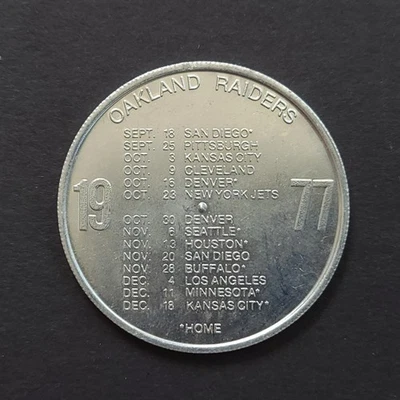 OAKLAND RAIDERS
SEPT. 18 SAN DIEGO*
SEPT. 25 PITTSBURGH
OCT. 3 KANSAS CITY
OCT. 9 CLEVELAND
OCT. 16 DENVER*
OCT. 23 NEW YORK JETS
19 77
OCT. 30 DENVER
NOV. 6 SEATTLE*
NOV. 13 HOUSTON*
NOV. 20 SAN DIEGO
NOV. 28 BUFFALO*
DEC. 4 LOS ANGELES
DEC. 11 MINNESOTA*
DEC. 18 KANSAS CITY*
*HOME